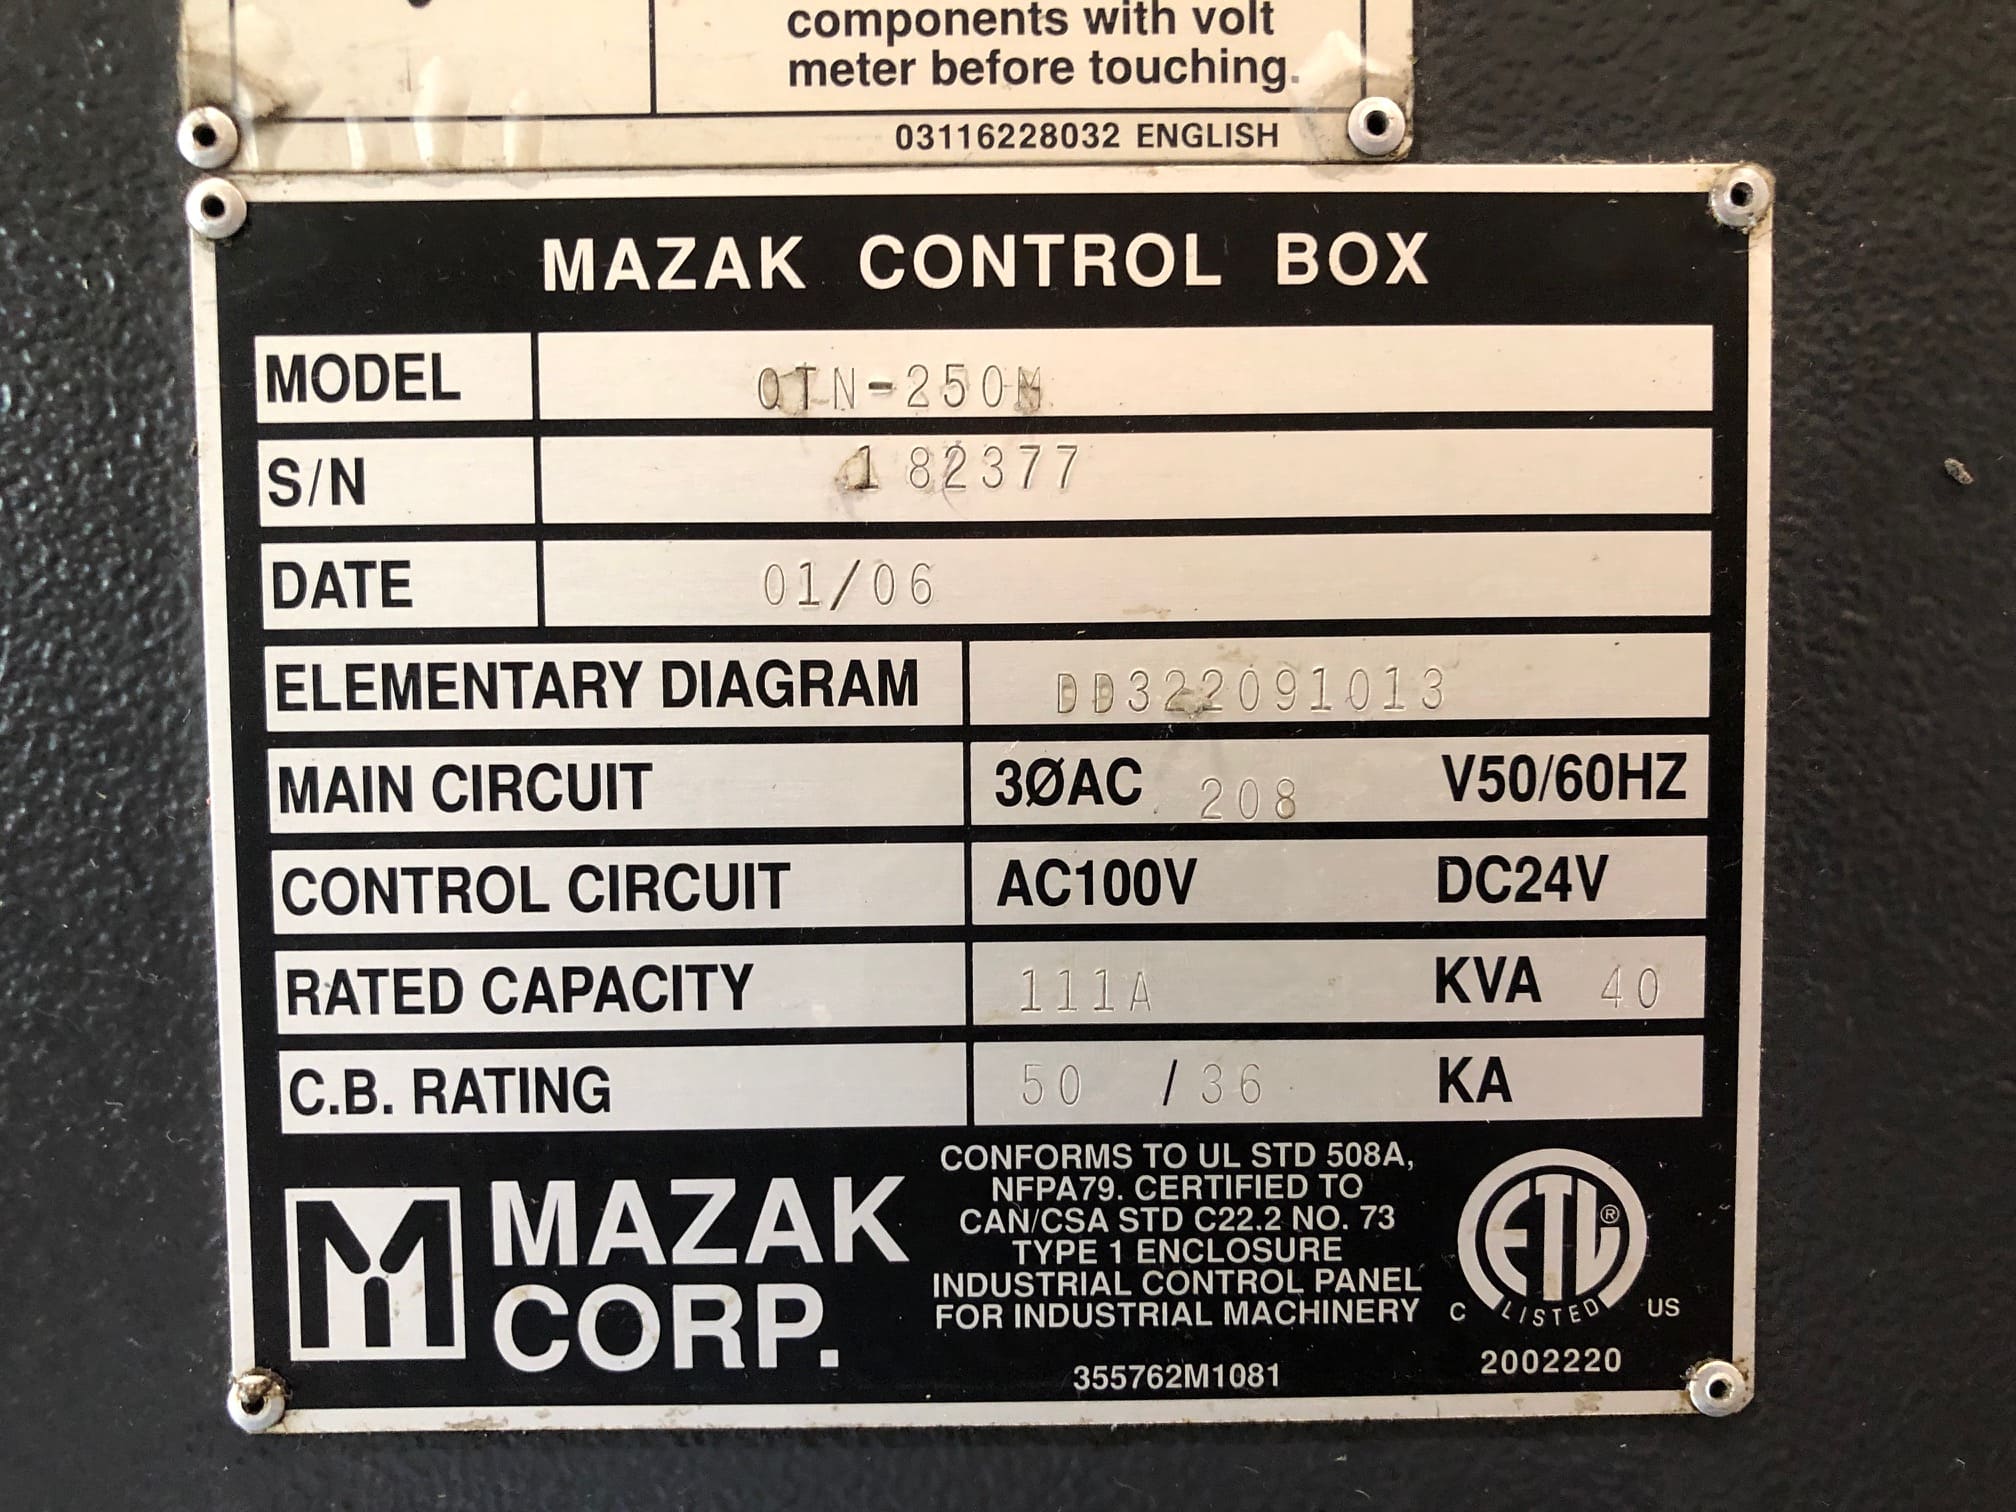 components with volt
meter before touching.
03116228032 ENGLISH
MAZAK CONTROL BOX
MODEL QTN-250M
S/N 182377
DATE 01/06
ELEMENTARY DIAGRAM DD322091013
MAIN CIRCUIT 3ØAC 208 V50/60HZ
CONTROL CIRCUIT AC100V DC24V
RATED CAPACITY 111A KVA 40
C.B. RATING 50 / 36 KA
MAZAK
CORP.
CONFORMS TO UL STD 508A,
NFPA79. CERTIFIED TO
CAN/CSA STD C22.2 NO. 73
TYPE 1 ENCLOSURE
INDUSTRIAL CONTROL PANEL
FOR INDUSTRIAL MACHINERY
355762M1081
ETL ®
C LISTED US
2002220